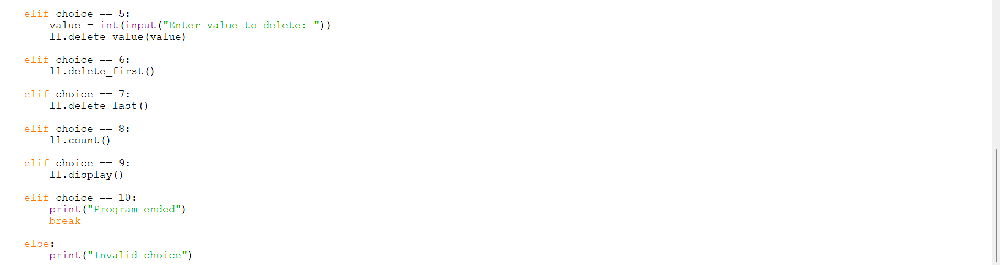 elif choice == 5:
    value = int(input("Enter value to delete: "))
    ll.delete_value(value)

elif choice == 6:
    ll.delete_first()

elif choice == 7:
    ll.delete_last()

elif choice == 8:
    ll.count()

elif choice == 9:
    ll.display()

elif choice == 10:
    print("Program ended")
    break

else:
    print("Invalid choice")